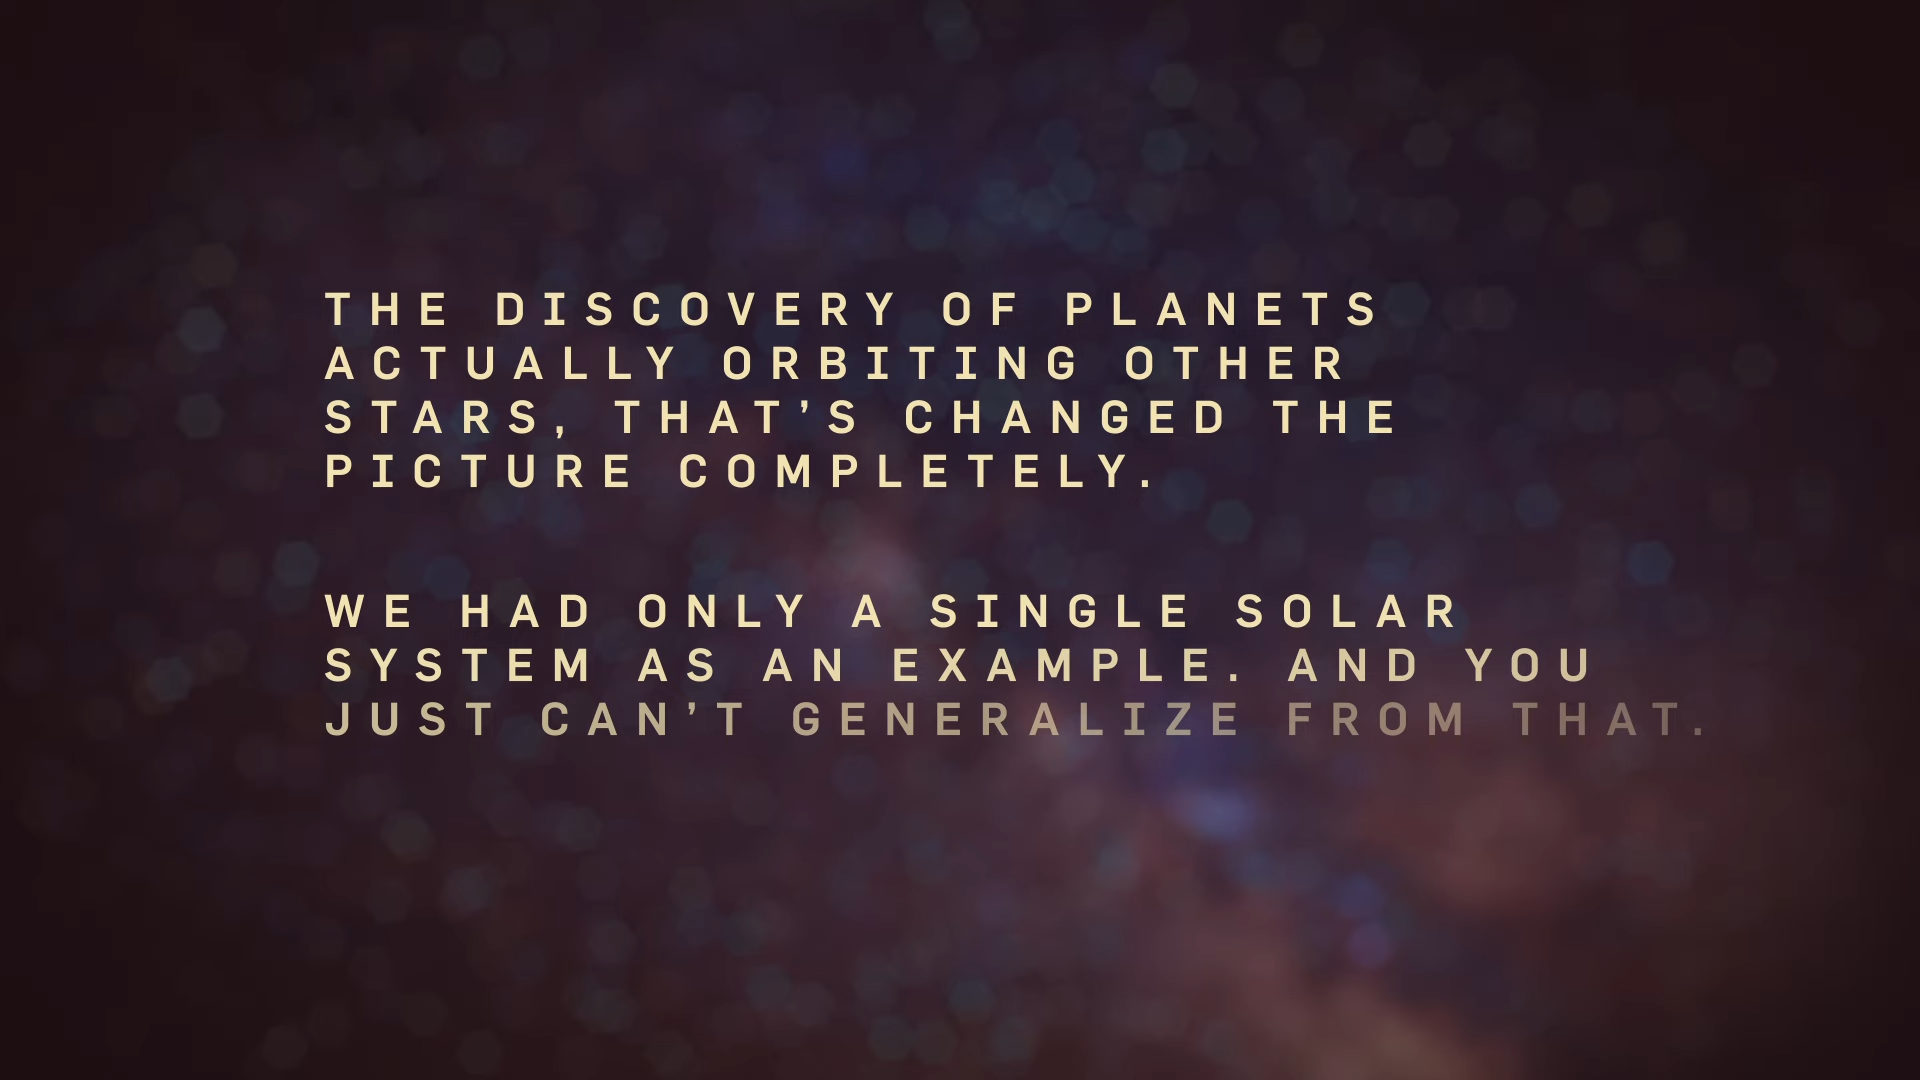 THE DISCOVERY OF PLANETS
ACTUALLY ORBITING OTHER
STARS, THAT’S CHANGED THE
PICTURE COMPLETELY.
WE HAD ONLY A SINGLE SOLAR
SYSTEM AS AN EXAMPLE. AND YOU
JUST CAN’T GENERALIZE FROM THAT.